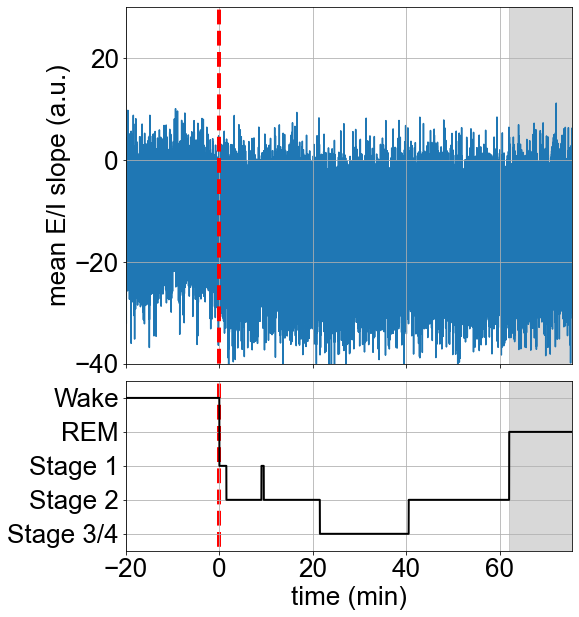 mean E/I slope (a.u.)
20
0
−20
−40
Wake
REM
Stage 1
Stage 2
Stage 3/4
−20 0 20 40 60
time (min)